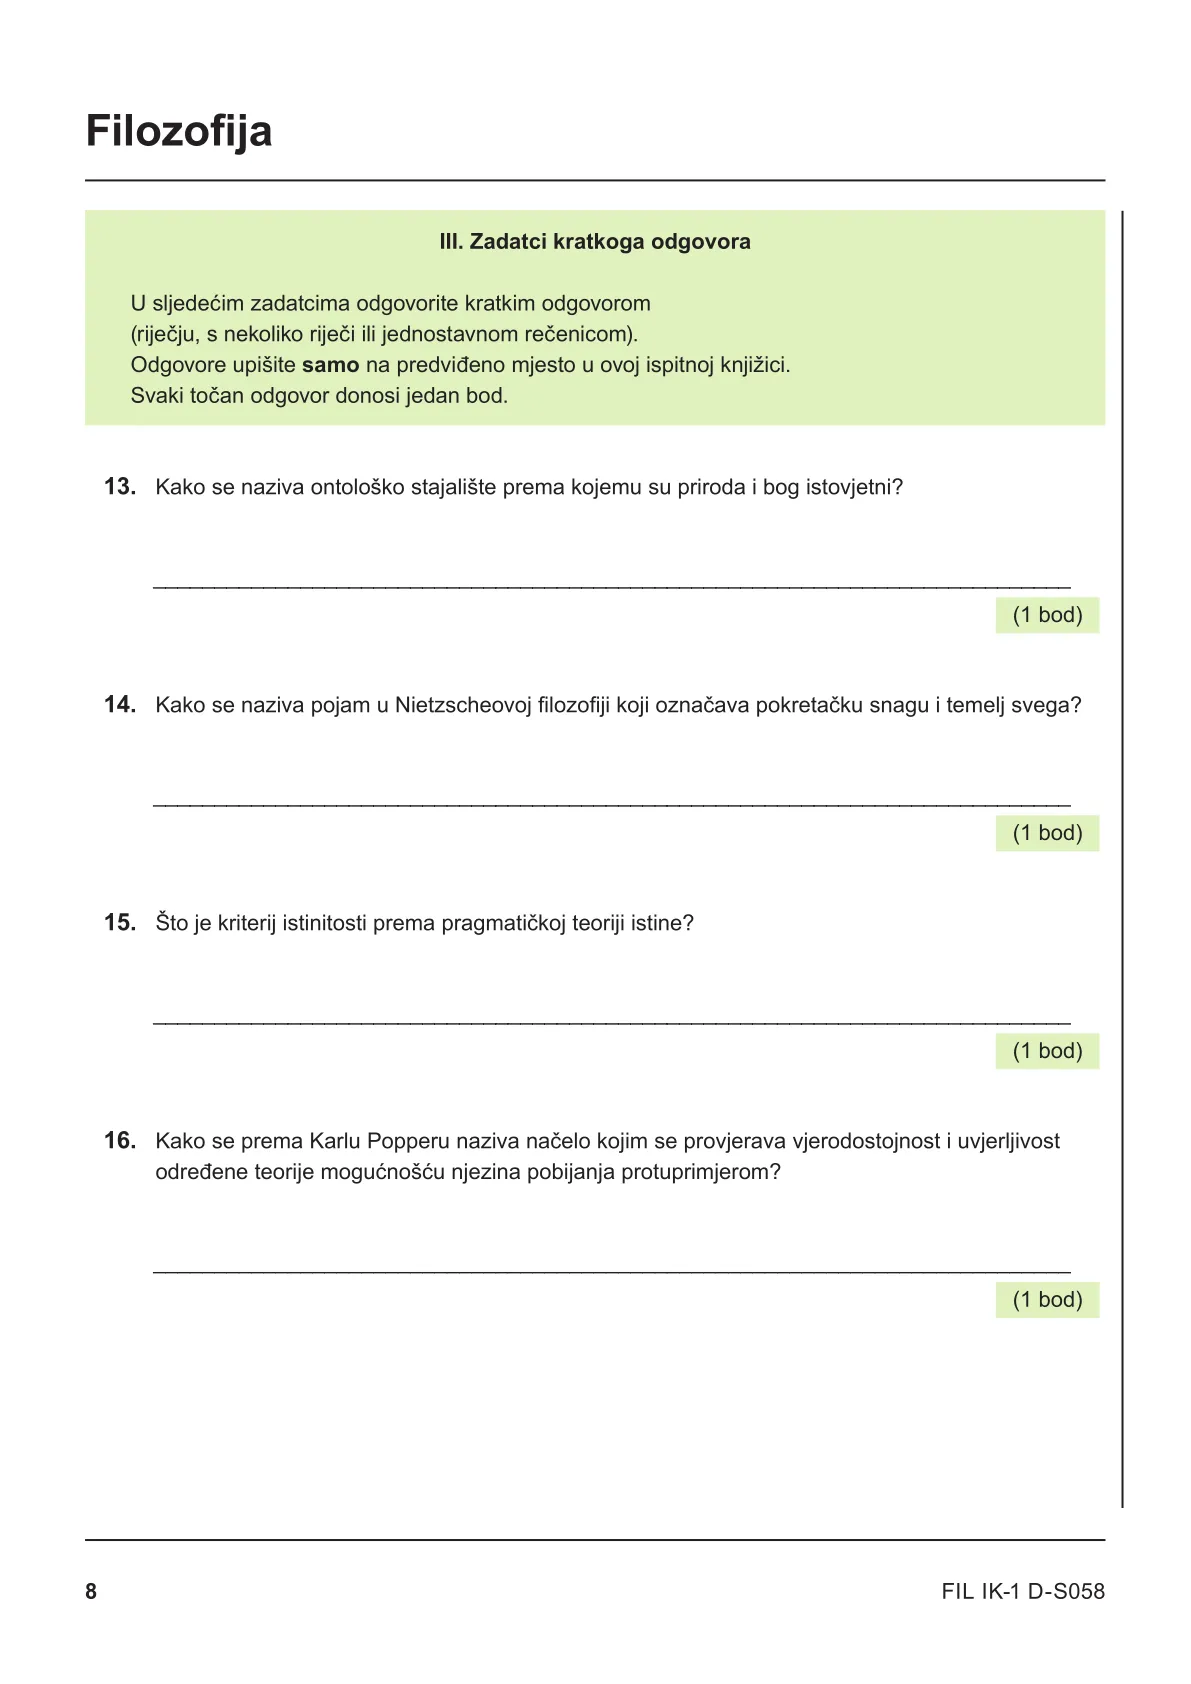 Filozofija
III. Zadatci kratkoga odgovora
U sljedećim zadatcima odgovorite kratkim odgovorom
(riječju, s nekoliko riječi ili jednostavnom rečenicom).
Odgovore upišite samo na predviđeno mjesto u ovoj ispitnoj knjižici.
Svaki točan odgovor donosi jedan bod.
13. Kako se naziva ontološko stajalište prema kojemu su priroda i bog istovjetni?
(1 bod)
14. Kako se naziva pojam u Nietzscheovoj filozofiji koji označava pokretačku snagu i temelj svega?
(1 bod)
15. Što je kriterij istinitosti prema pragmatičkoj teoriji istine?
(1 bod)
16. Kako se prema Karlu Popperu naziva načelo kojim se provjerava vjerodostojnost i uvjerljivost
određene teorije mogućnošću njezina pobijanja protuprimjerom?
(1 bod)
8
FIL IK-1 D-S058